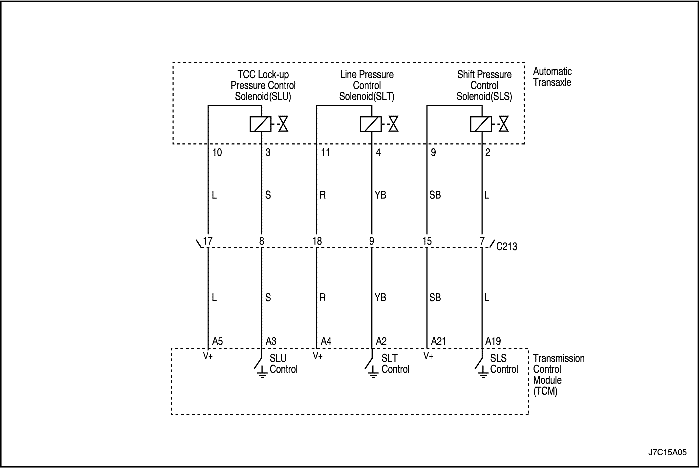 TCC Lock-up
Pressure Control
Solenoid(SLU)
Line Pressure
Control
Solenoid(SLT)
Shift Pressure
Control
Solenoid(SLS)
Automatic
Transaxle
10 3 11 4 9 2
L S R YB SB L
17 8 18 9 15 7 C213
L S R YB SB L
A5 A3 A4 A2 A21 A19
V+ SLU
Control
V+ SLT
Control
V+ SLS
Control
Transmission
Control
Module
(TCM)
J7C15A05